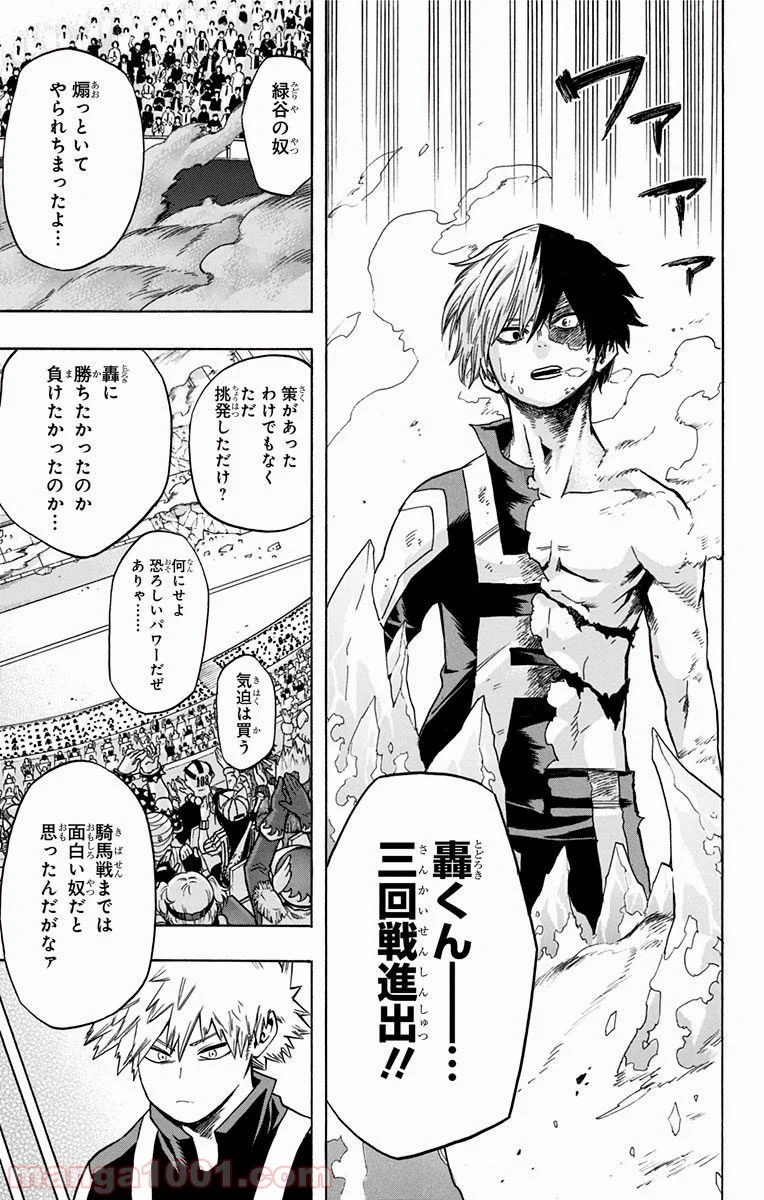 ワアアアア
轟くん――…
三回戦進出!!
緑谷の奴
煽っといて
やられちまったよ…
策があった
わけでもなく
ただ
挑発しただけ?
轟に
勝ちたかったのか
負けたかったのか…
何にせよ
恐ろしいパワーだぜ
ありゃ……
気迫は買う
騎馬戦までは
面白い奴だと
思ったんだがなァ
manga1001.com